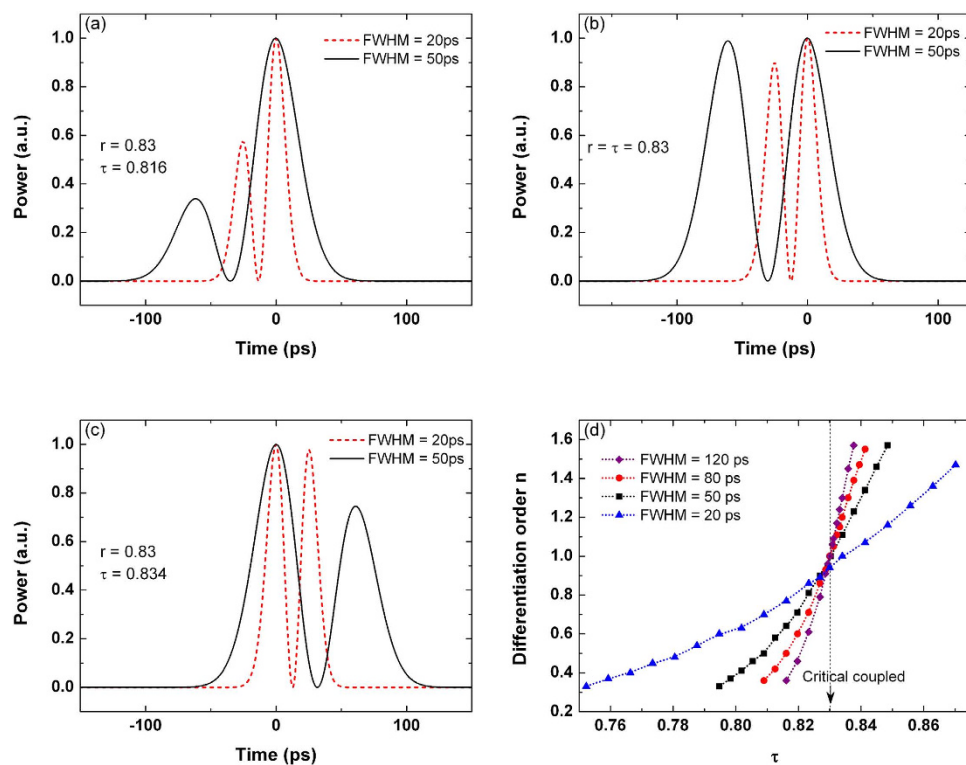 (a)
FWHM = 20ps
FWHM = 50ps
r = 0.83
τ = 0.816
Power (a.u.)
1.0
0.8
0.6
0.4
0.2
0.0
-100
0
100
Time (ps)
(b)
FWHM = 20ps
FWHM = 50ps
r = τ = 0.83
Power (a.u.)
1.0
0.8
0.6
0.4
0.2
0.0
-100
0
100
Time (ps)
(c)
FWHM = 20ps
FWHM = 50ps
r = 0.83
τ = 0.834
Power (a.u.)
1.0
0.8
0.6
0.4
0.2
0.0
-100
0
100
Time (ps)
(d)
FWHM = 120 ps
FWHM = 80 ps
FWHM = 50 ps
FWHM = 20 ps
Critical coupled
Differentiation order n
1.6
1.4
1.2
1.0
0.8
0.6
0.4
0.2
0.76
0.78
0.80
0.82
0.84
0.86
τ